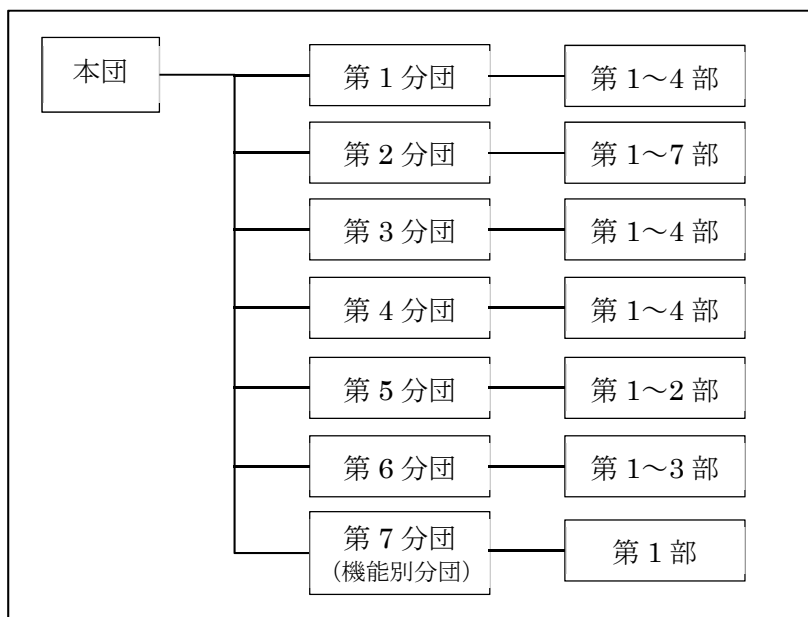 本団
第1分団
第1～4部
第2分団
第1～7部
第3分団
第1～4部
第4分団
第1～4部
第5分団
第1～2部
第6分団
第1～3部
第7分団
（機能別分団）
第1部